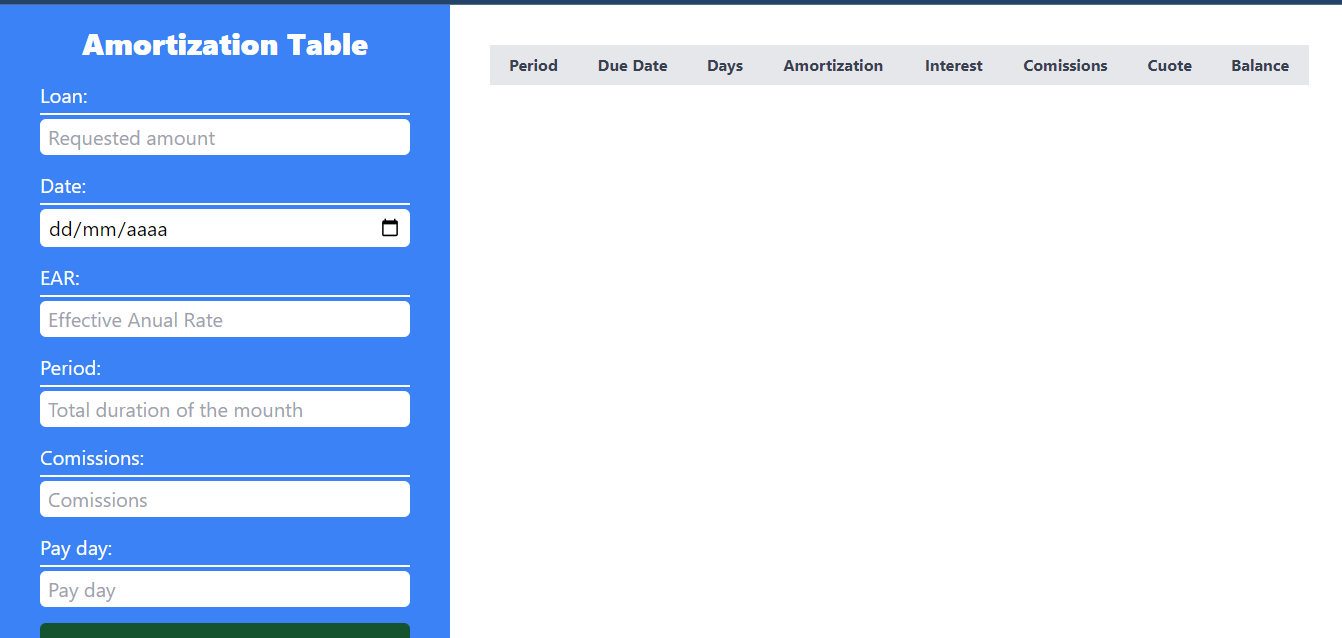 Amortization Table
Loan:
Requested amount
Date:
dd/mm/aaaa
EAR:
Effective Anual Rate
Period:
Total duration of the mounth
Comissions:
Comissions
Pay day:
Pay day
Period Due Date Days Amortization Interest Comissions Cuote Balance